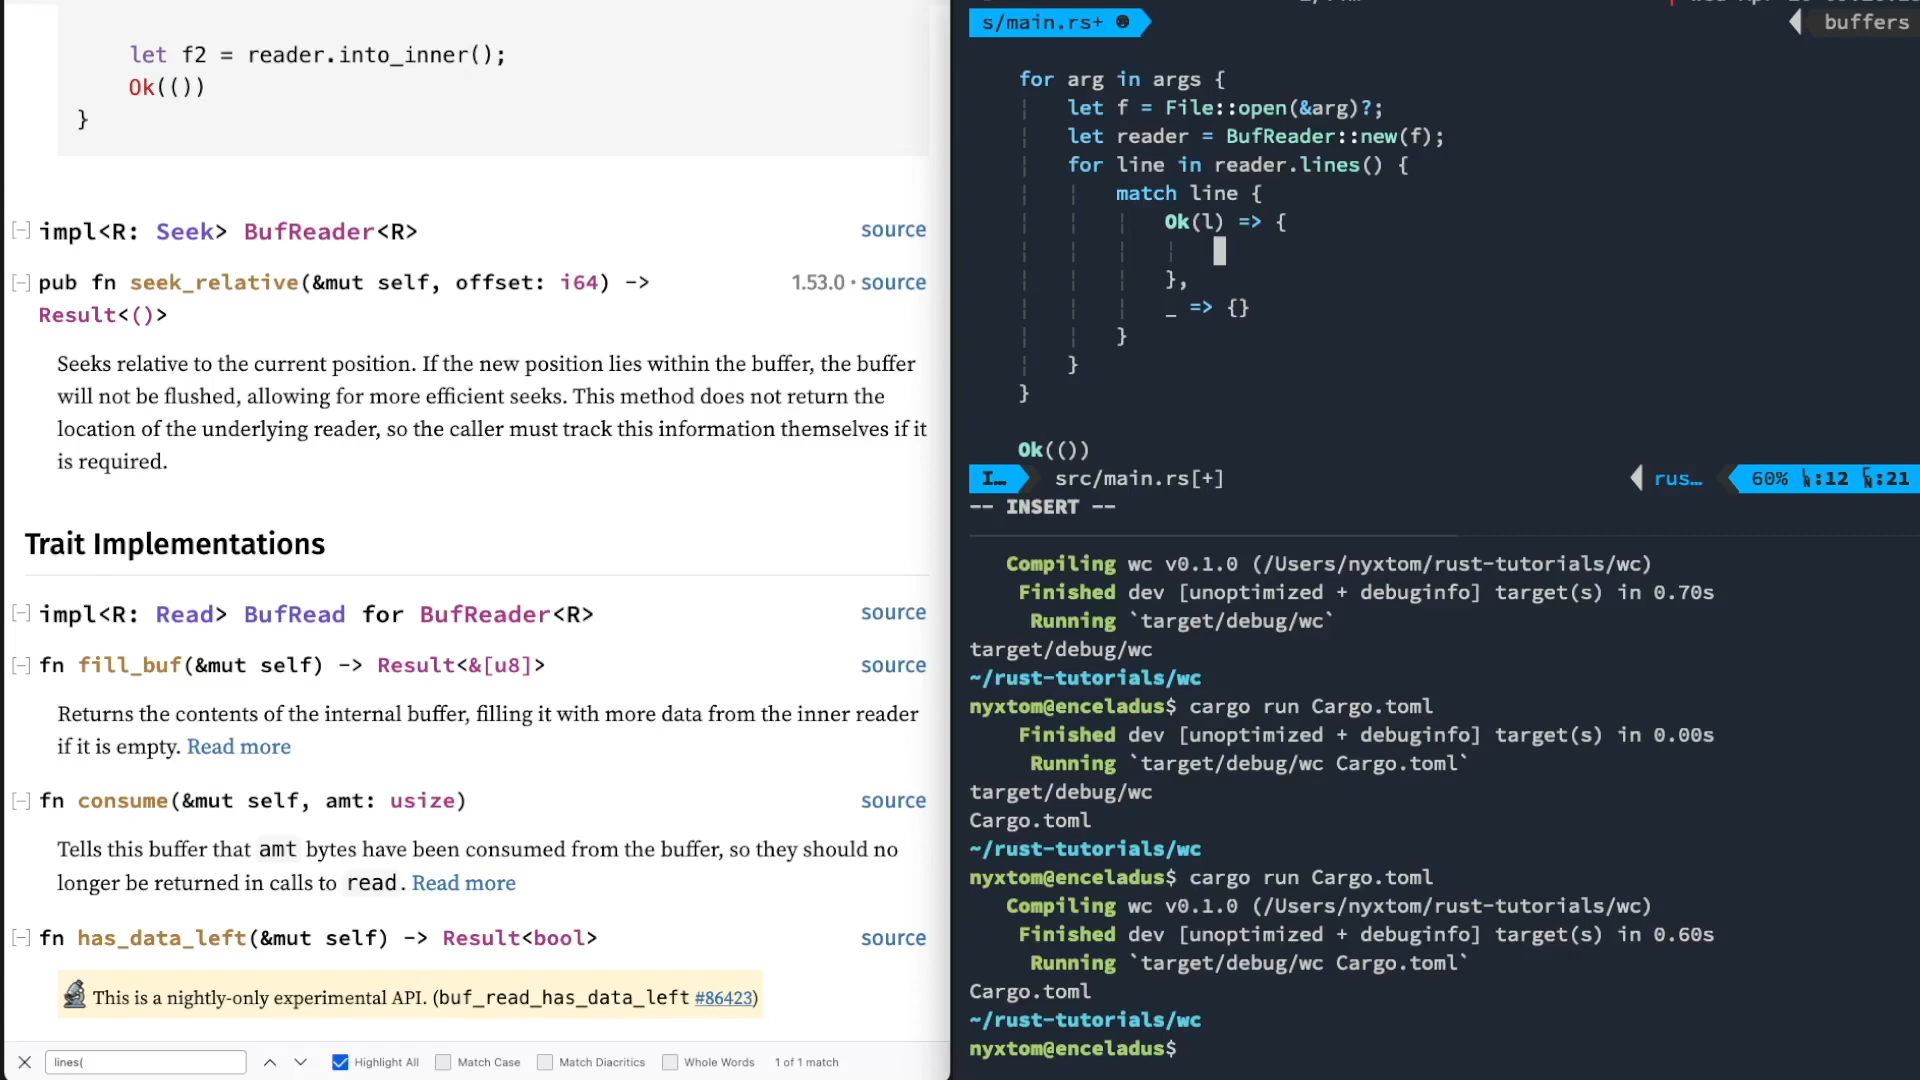 let f2 = reader.into_inner();
Ok(())
}
[-] impl<R: Seek> BufReader<R>
source
[-] pub fn seek_relative(&mut self, offset: i64) ->
1.53.0 · source
Result<()>
Seeks relative to the current position. If the new position lies within the buffer, the buffer
will not be flushed, allowing for more efficient seeks. This method does not return the
location of the underlying reader, so the caller must track this information themselves if it
is required.
Trait Implementations
[-] impl<R: Read> BufRead for BufReader<R>
source
[-] fn fill_buf(&mut self) -> Result<&[u8]>
source
Returns the contents of the internal buffer, filling it with more data from the inner reader
if it is empty. Read more
[-] fn consume(&mut self, amt: usize)
source
Tells this buffer that amt bytes have been consumed from the buffer, so they should no
longer be returned in calls to read. Read more
[-] fn has_data_left(&mut self) -> Result<bool>
source
This is a nightly-only experimental API. (buf_read_has_data_left #86423)
lines(
Highlight All
Match Case
Match Diacritics
Whole Words
1 of 1 match
s/main.rs+
buffers
for arg in args {
let f = File::open(&arg)?;
let reader = BufReader::new(f);
for line in reader.lines() {
match line {
Ok(l) => {
},
_ => {}
}
}
}
Ok(())
I…
src/main.rs[+]
rus…
60% :12 :21
-- INSERT --
Compiling wc v0.1.0 (/Users/nyxtom/rust-tutorials/wc)
Finished dev [unoptimized + debuginfo] target(s) in 0.70s
Running `target/debug/wc`
target/debug/wc
~/rust-tutorials/wc
nyxtom@enceladus$ cargo run Cargo.toml
Finished dev [unoptimized + debuginfo] target(s) in 0.00s
Running `target/debug/wc Cargo.toml`
target/debug/wc
Cargo.toml
~/rust-tutorials/wc
nyxtom@enceladus$ cargo run Cargo.toml
Compiling wc v0.1.0 (/Users/nyxtom/rust-tutorials/wc)
Finished dev [unoptimized + debuginfo] target(s) in 0.60s
Running `target/debug/wc Cargo.toml`
Cargo.toml
~/rust-tutorials/wc
nyxtom@enceladus$